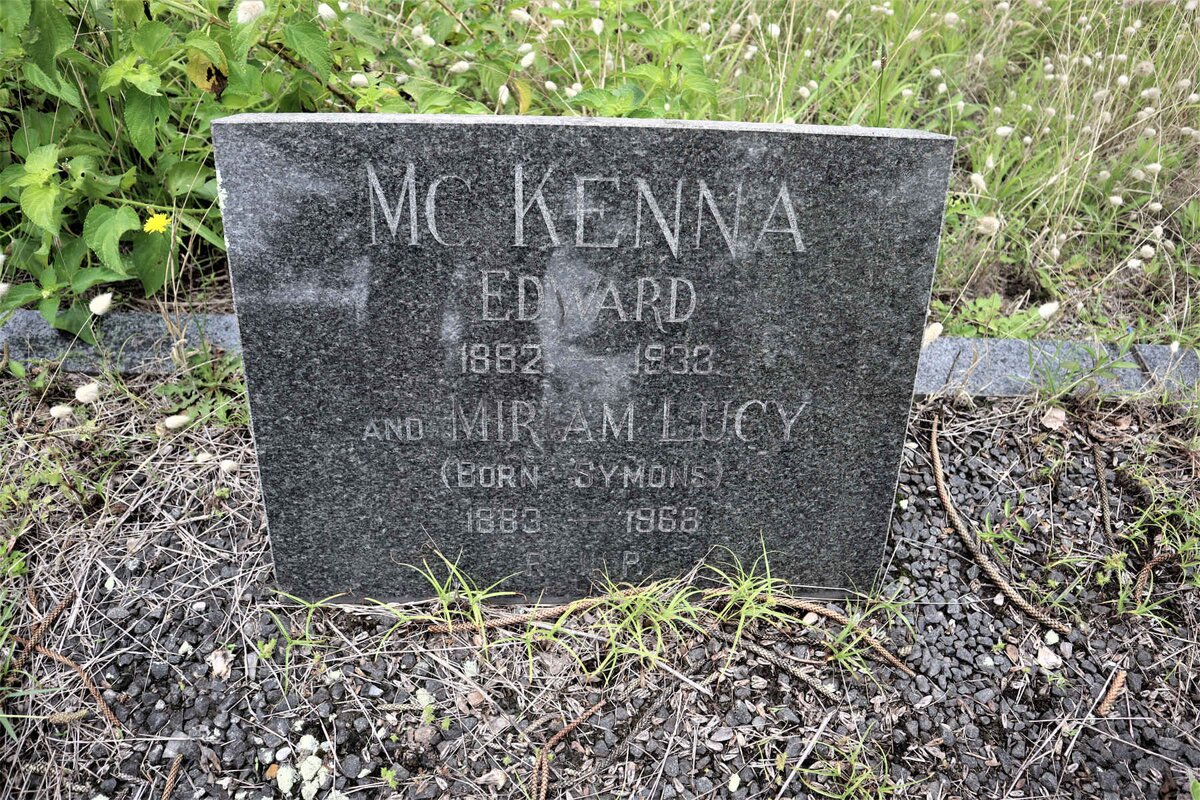 MC KENNA
EDWARD
1882 — 1933
AND MIRIAM LUCY
(BORN SYMONS)
1883 — 1968
R. I. P.